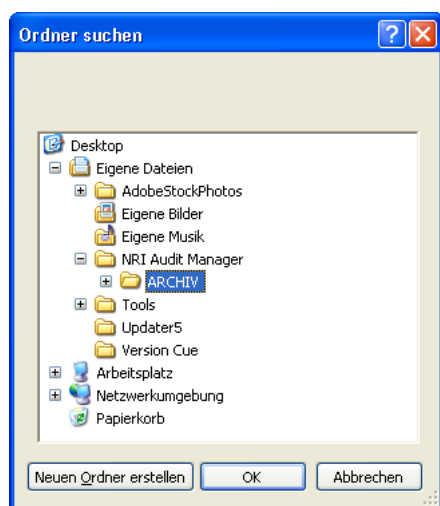 Ordner suchen
Desktop
Eigene Dateien
AdobeStockPhotos
Eigene Bilder
Eigene Musik
NRI Audit Manager
ARCHIV
Tools
Updater5
Version Cue
Arbeitsplatz
Netzwerkumgebung
Papierkorb
Neuen Ordner erstellen OK Abbrechen